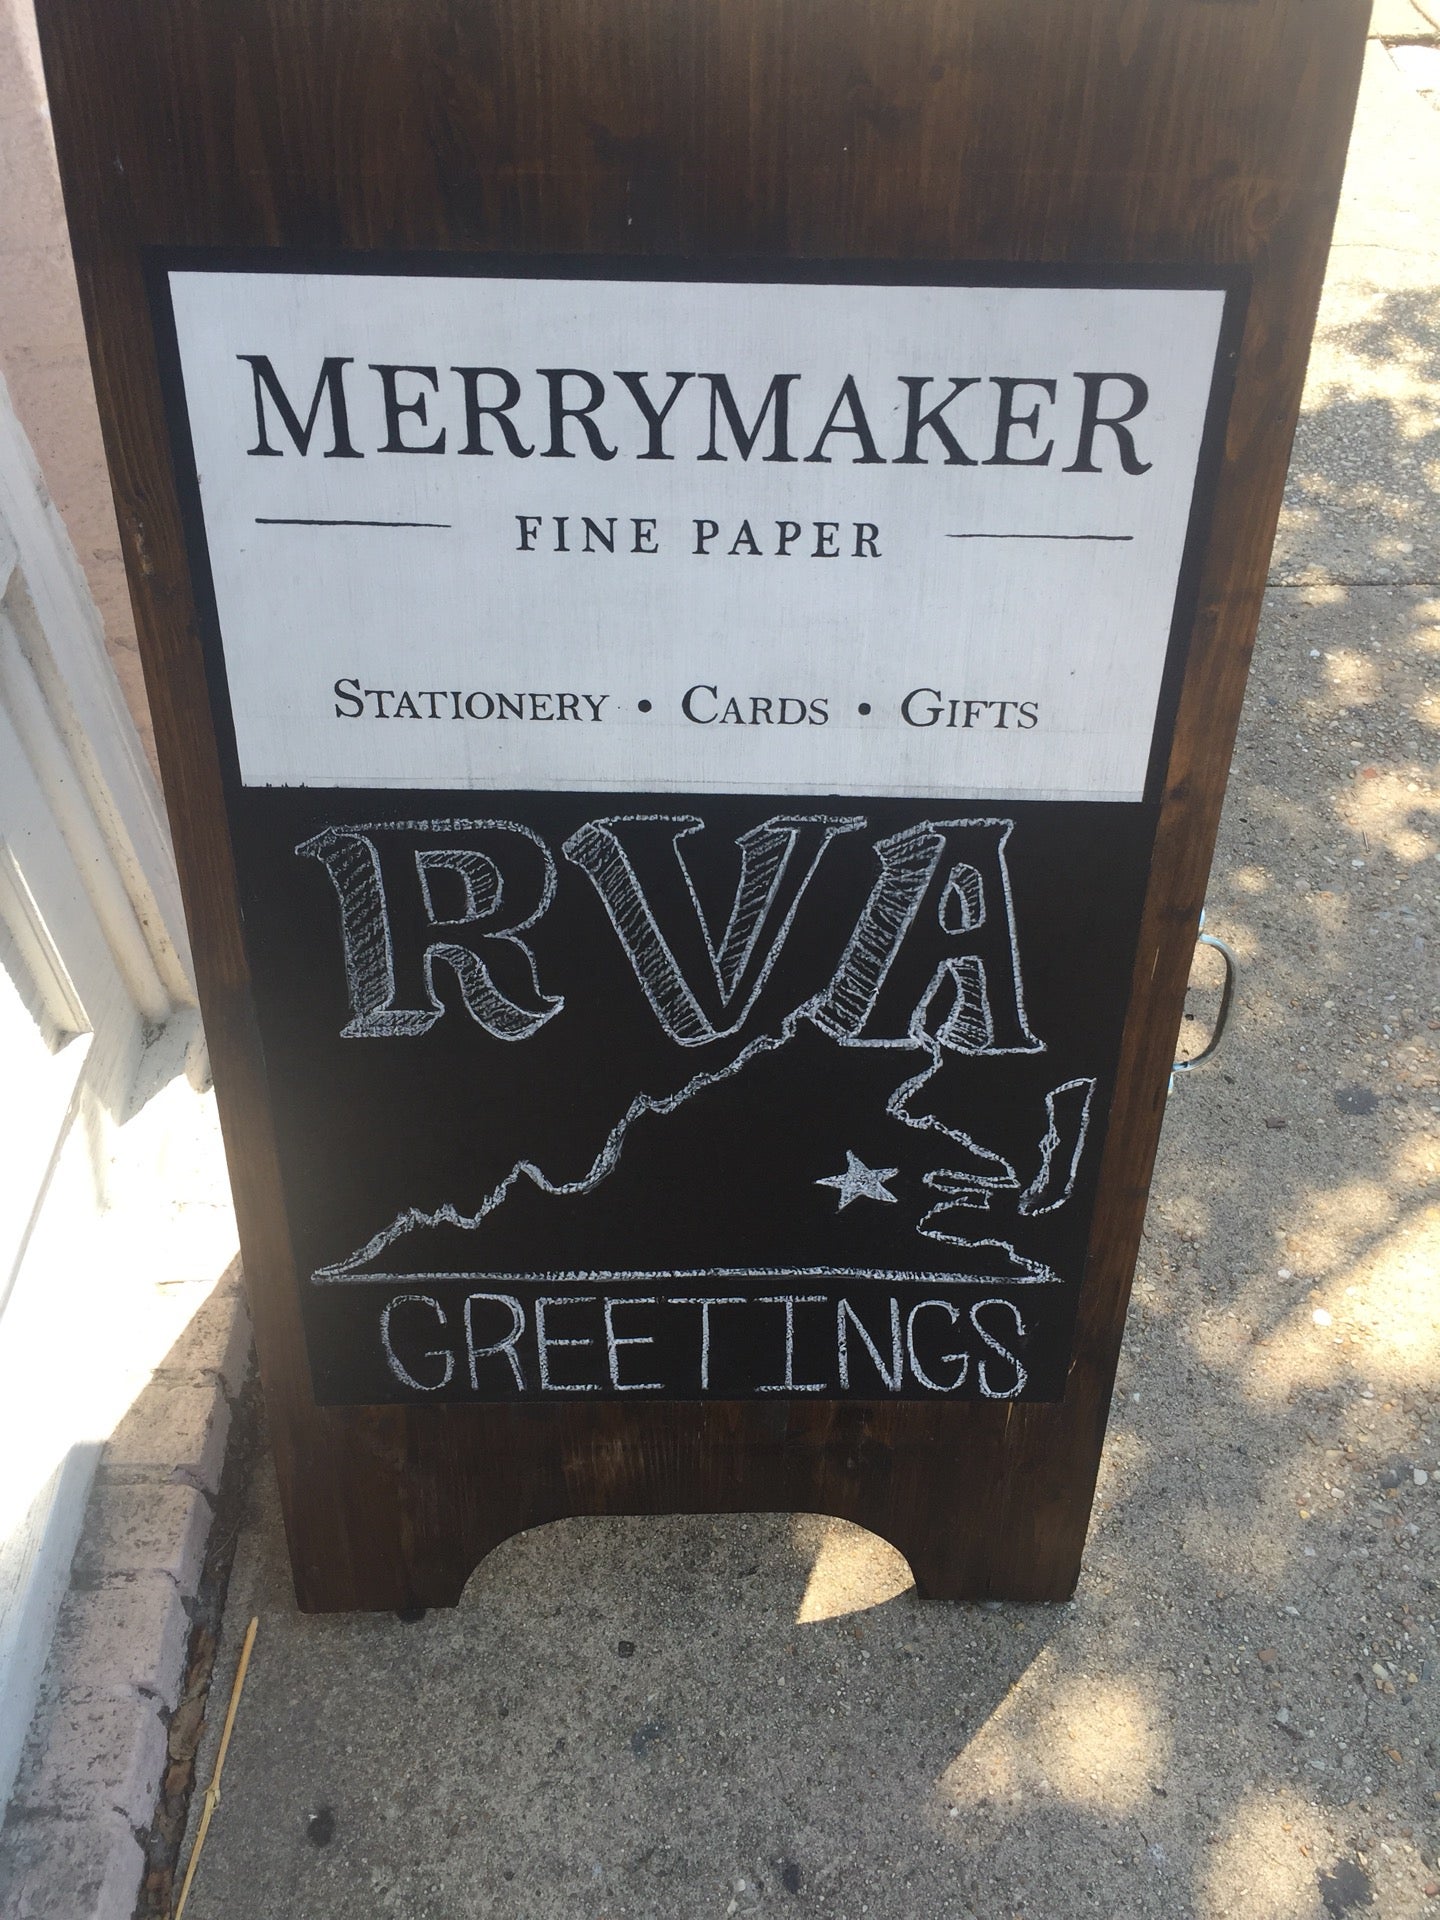 MERRYMAKER
FINE PAPER
STATIONERY • CARDS • GIFTS
RVA
GREETINGS